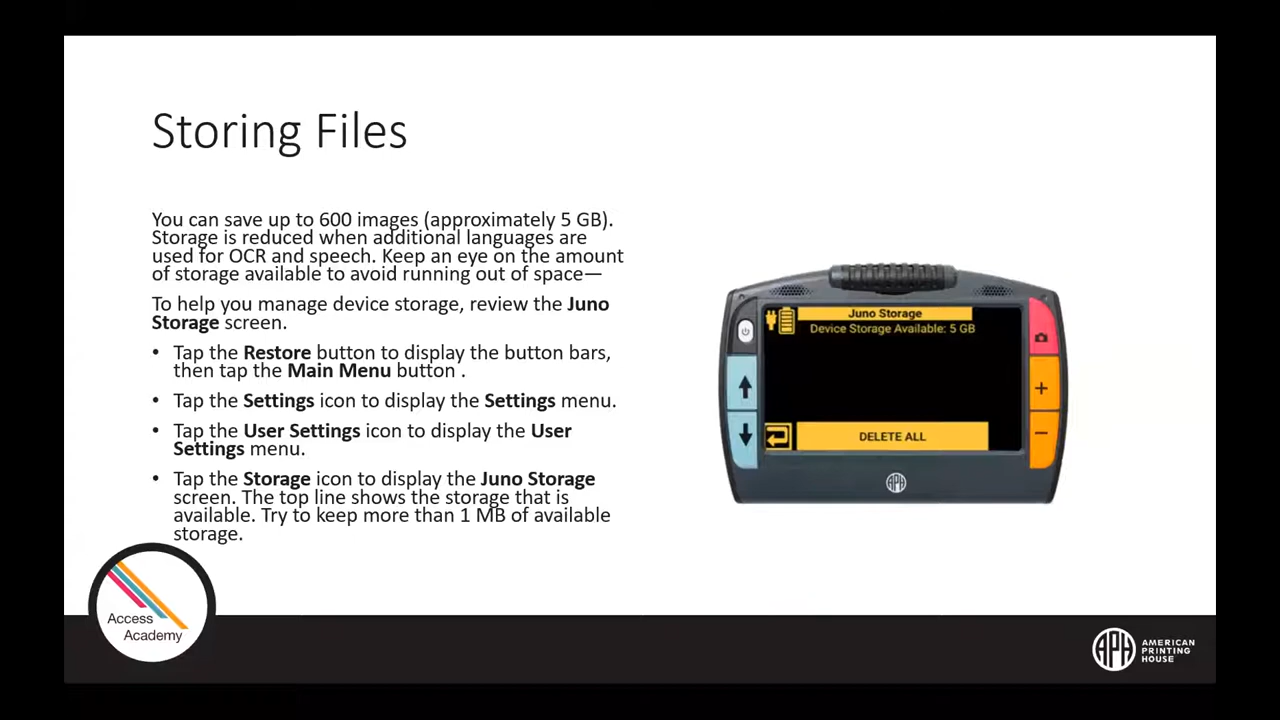 Storing Files
You can save up to 600 images (approximately 5 GB).
Storage is reduced when additional languages are
used for OCR and speech. Keep an eye on the amount
of storage available to avoid running out of space—
To help you manage device storage, review the Juno
Storage screen.
• Tap the Restore button to display the button bars,
then tap the Main Menu button .
• Tap the Settings icon to display the Settings menu.
• Tap the User Settings icon to display the User
Settings menu.
• Tap the Storage icon to display the Juno Storage
screen. The top line shows the storage that is
available. Try to keep more than 1 MB of available
storage.
Juno Storage
Device Storage Available: 5 GB
DELETE ALL
APH
Access
Academy
APH
AMERICAN
PRINTING
HOUSE